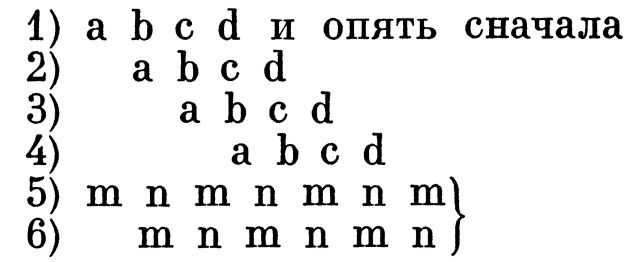 1) a b c d и опять сначала
2) a b c d
3) a b c d
4) a b c d
5) m n m n m n m
6) m n m n m n